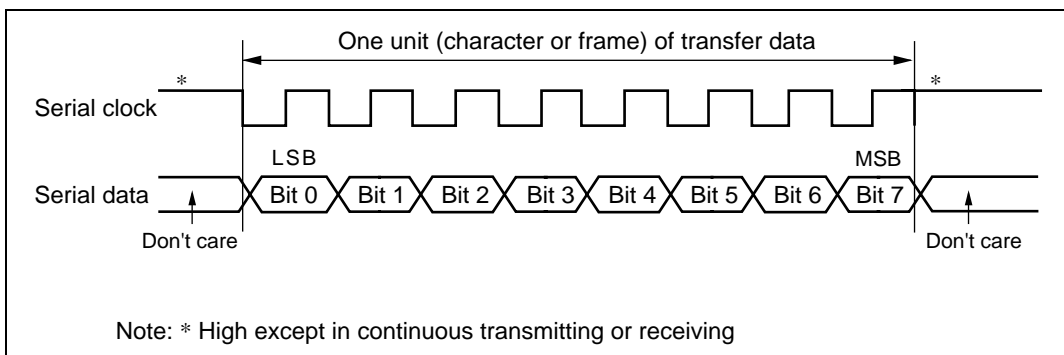 One unit (character or frame) of transfer data
* *
Serial clock
LSB MSB
Serial data Bit 0 Bit 1 Bit 2 Bit 3 Bit 4 Bit 5 Bit 6 Bit 7
Don't care Don't care
Note: * High except in continuous transmitting or receiving